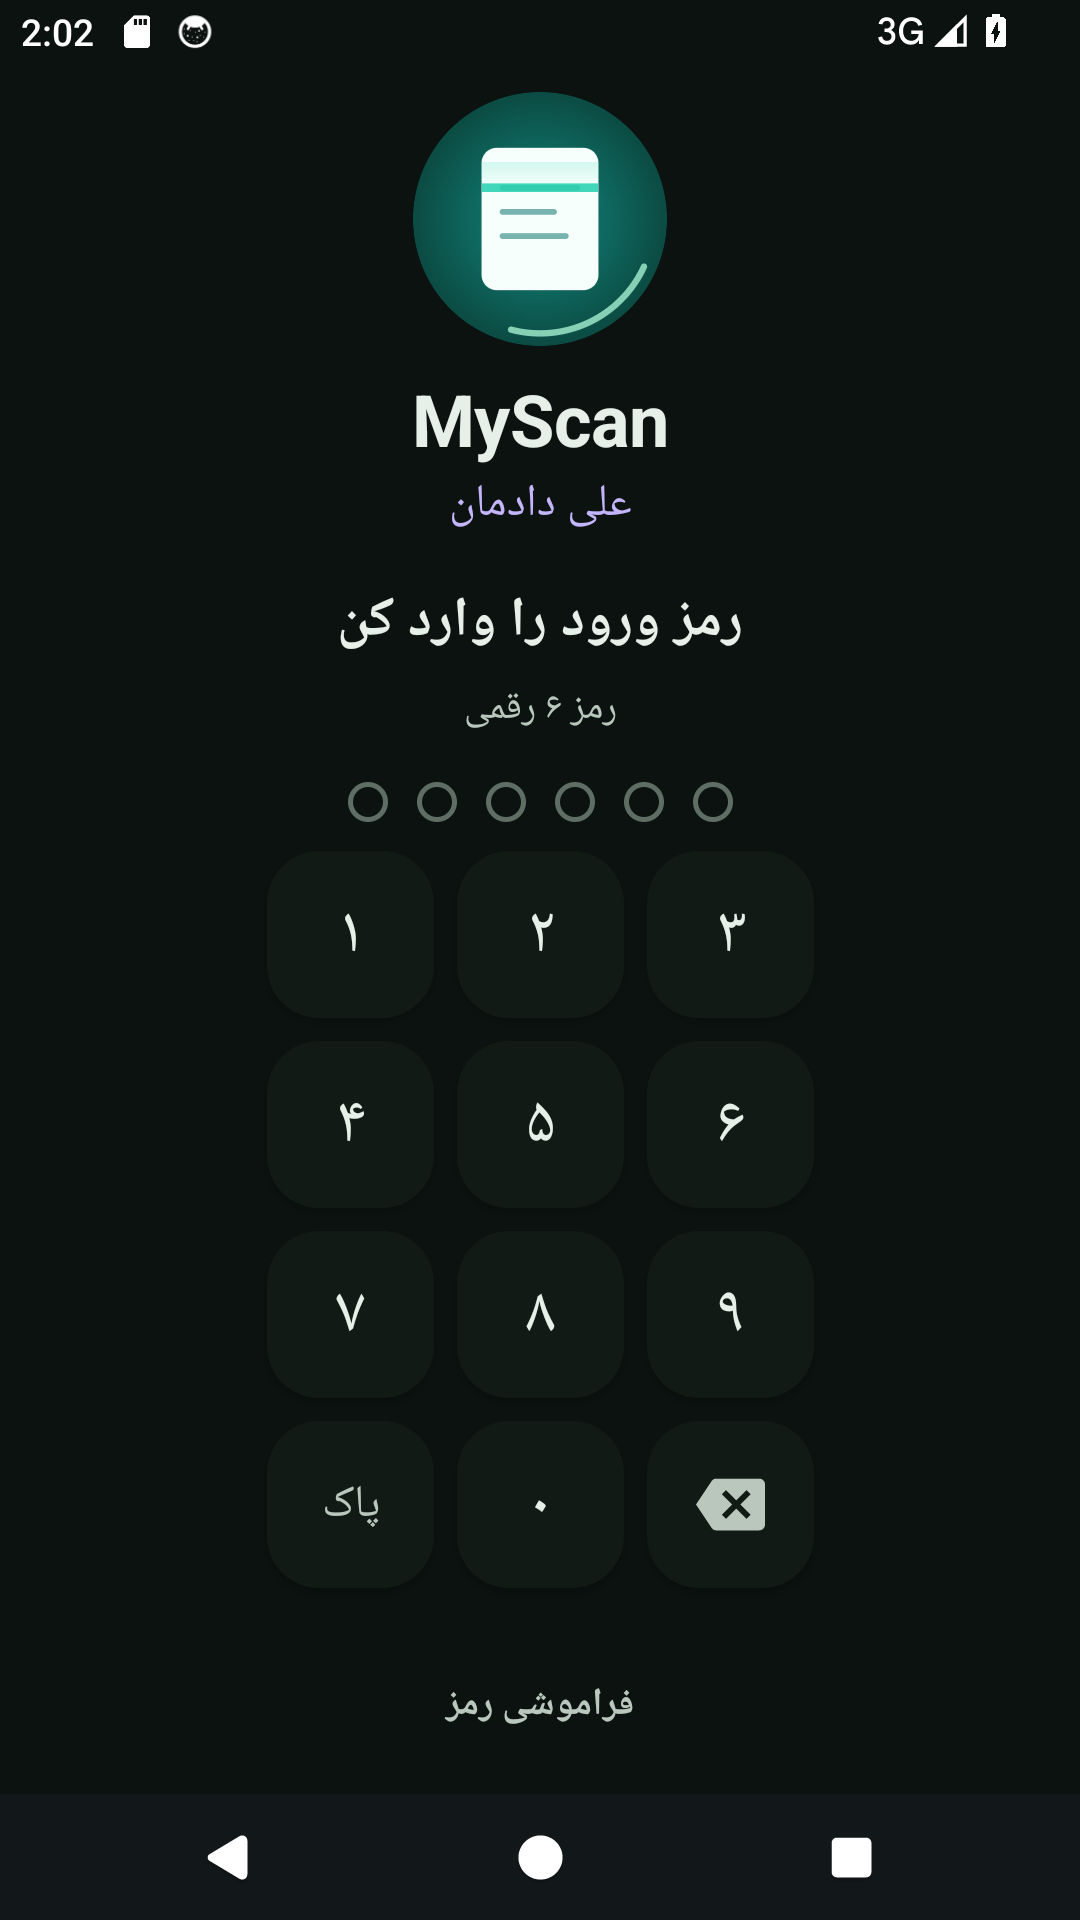 2:02 3G
MyScan
علی دادمان
رمز ورود را وارد کن
رمز ۶ رقمی
۱ ۲ ۳
۴ ۵ ۶
۷ ۸ ۹
پاک ۰
فراموشی رمز